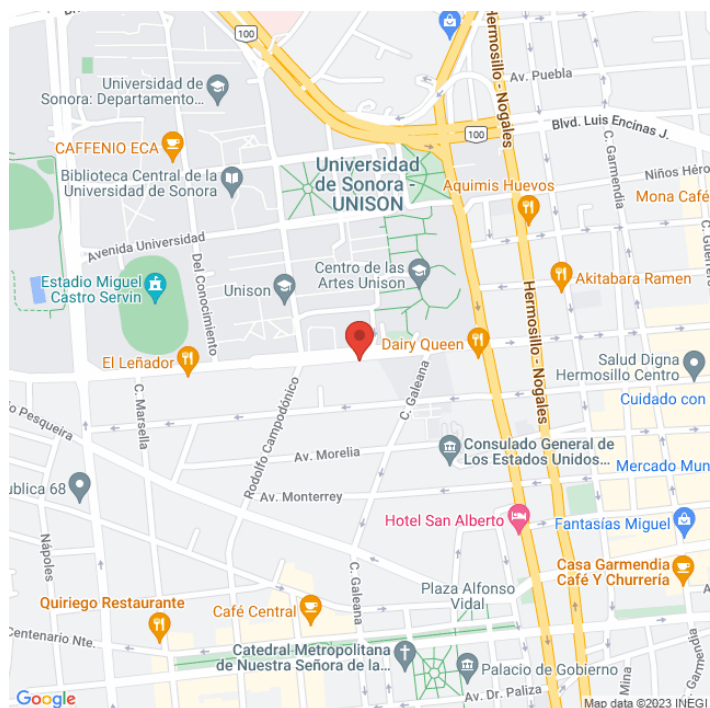 100
Universidad de
Sonora: Departamento...
Av. Puebla
Hermosillo - Nogales
100
Blvd. Luis Encinas J.
CAFFENIO ECA
Biblioteca Central de la
Universidad de Sonora
Universidad
de Sonora -
UNISON
C. Garmendia
Niños Héro
Aquimis Huevos
Mona Café
C. Guerrero
Avenida Universidad
Estadio Miguel
Castro Servin
Del Conocimiento
Unison
Centro de las
Artes Unison
Akitabara Ramen
Hermosillo - Nogales
El Leñador
Dairy Queen
Salud Digna
Hermosillo Centro
C. Marsella
Rodolfo Campodónico
C. Galeana
Cuidado con
o Pesqueira
Av. Morelia
Consulado General de
Los Estados Unidos...
Mercado Mun
ública 68
Av. Monterrey
Hotel San Alberto
Fantasías Miguel
Nápoles
C. Galeana
Casa Garmendia
Café Y Churrería
Plaza Alfonso
Vidal
Quiriego Restaurante
Café Central
Centenario Nte.
Catedral Metropolitana
de Nuestra Señora de la...
Palacio de Gobierno
Av. Dr. Paliza
Mina
C. Garmendia
Google
Map data ©2023 INEGI